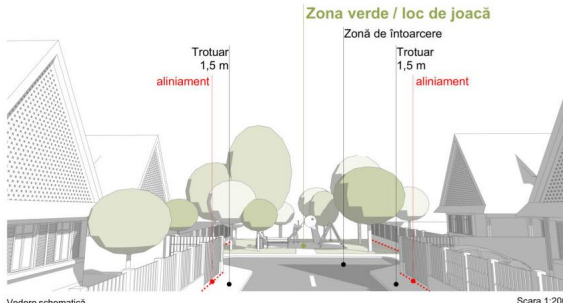 Zona verde / loc de joacă
Zonă de întoarcere
Trotuar
1,5 m
aliniament
Trotuar
1,5 m
aliniament
Vedere schematică
Scara 1:200